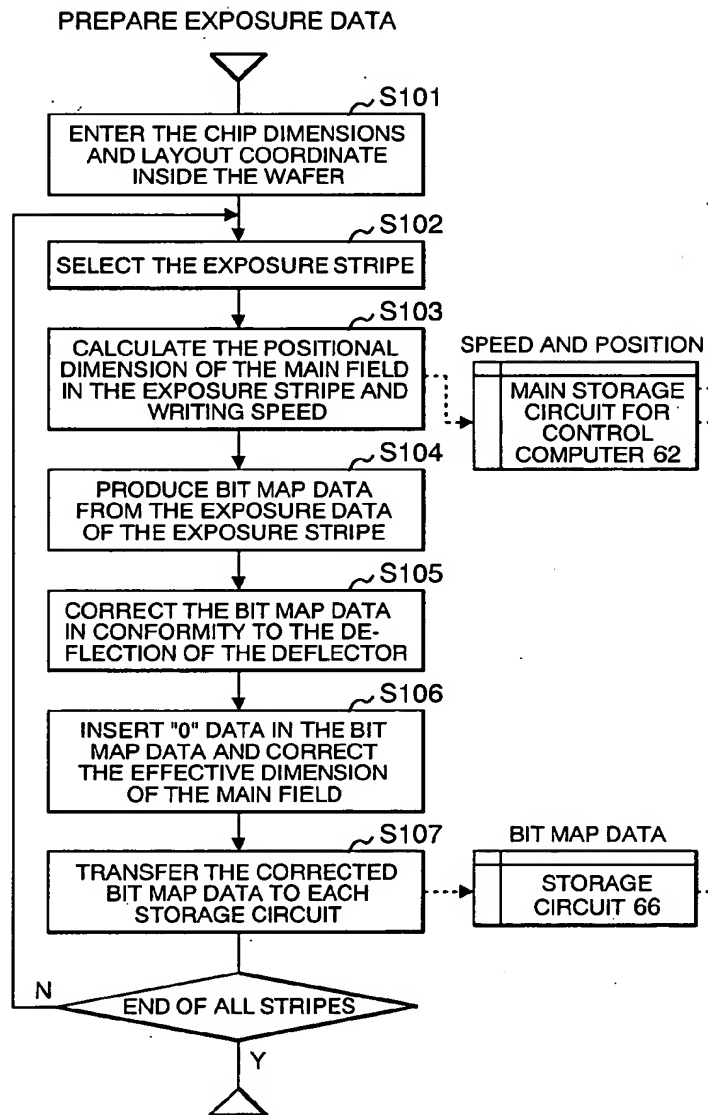 PREPARE EXPOSURE DATA
S101
ENTER THE CHIP DIMENSIONS
AND LAYOUT COORDINATE
INSIDE THE WAFER
S102
SELECT THE EXPOSURE STRIPE
S103
CALCULATE THE POSITIONAL
DIMENSION OF THE MAIN FIELD
IN THE EXPOSURE STRIPE AND
WRITING SPEED
SPEED AND POSITION
MAIN STORAGE
CIRCUIT FOR
CONTROL
COMPUTER 62
S104
PRODUCE BIT MAP DATA
FROM THE EXPOSURE DATA
OF THE EXPOSURE STRIPE
S105
CORRECT THE BIT MAP DATA
IN CONFORMITY TO THE DE-
FLECTION OF THE DEFLECTOR
S106
INSERT "0" DATA IN THE BIT
MAP DATA AND CORRECT
THE EFFECTIVE DIMENSION
OF THE MAIN FIELD
S107
TRANSFER THE CORRECTED
BIT MAP DATA TO EACH
STORAGE CIRCUIT
BIT MAP DATA
STORAGE
CIRCUIT 66
N
END OF ALL STRIPES
Y